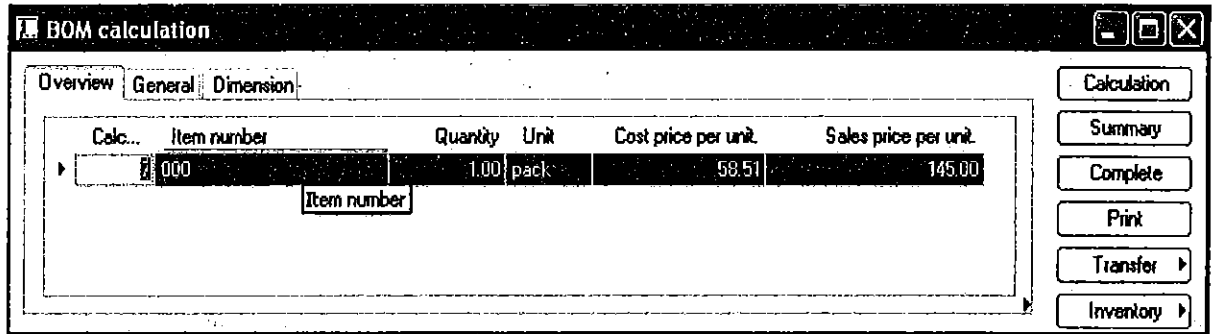 BOM calculation
Overview General Dimension
Calculation
Summary
Calc... Item number Quantity Unit Cost price per unit. Sales price per unit.
000 1.00 pack 58.51 145.00
Item number
Complete
Print
Transfer
Inventory